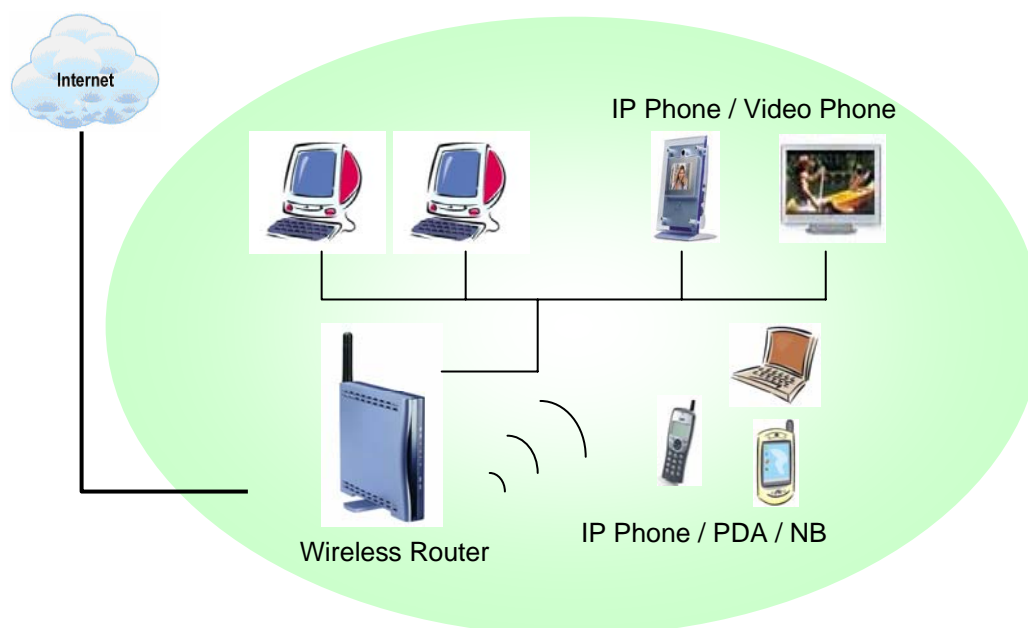 Internet
IP Phone / Video Phone
Wireless Router
IP Phone / PDA / NB